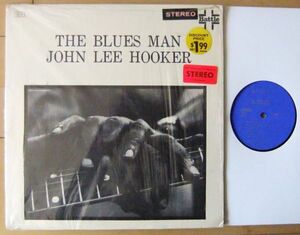 STEREO
Battle
THE BLUES MAN
JOHN LEE HOOKER
DISCOUNT
PRICE
$1.99
STEREO